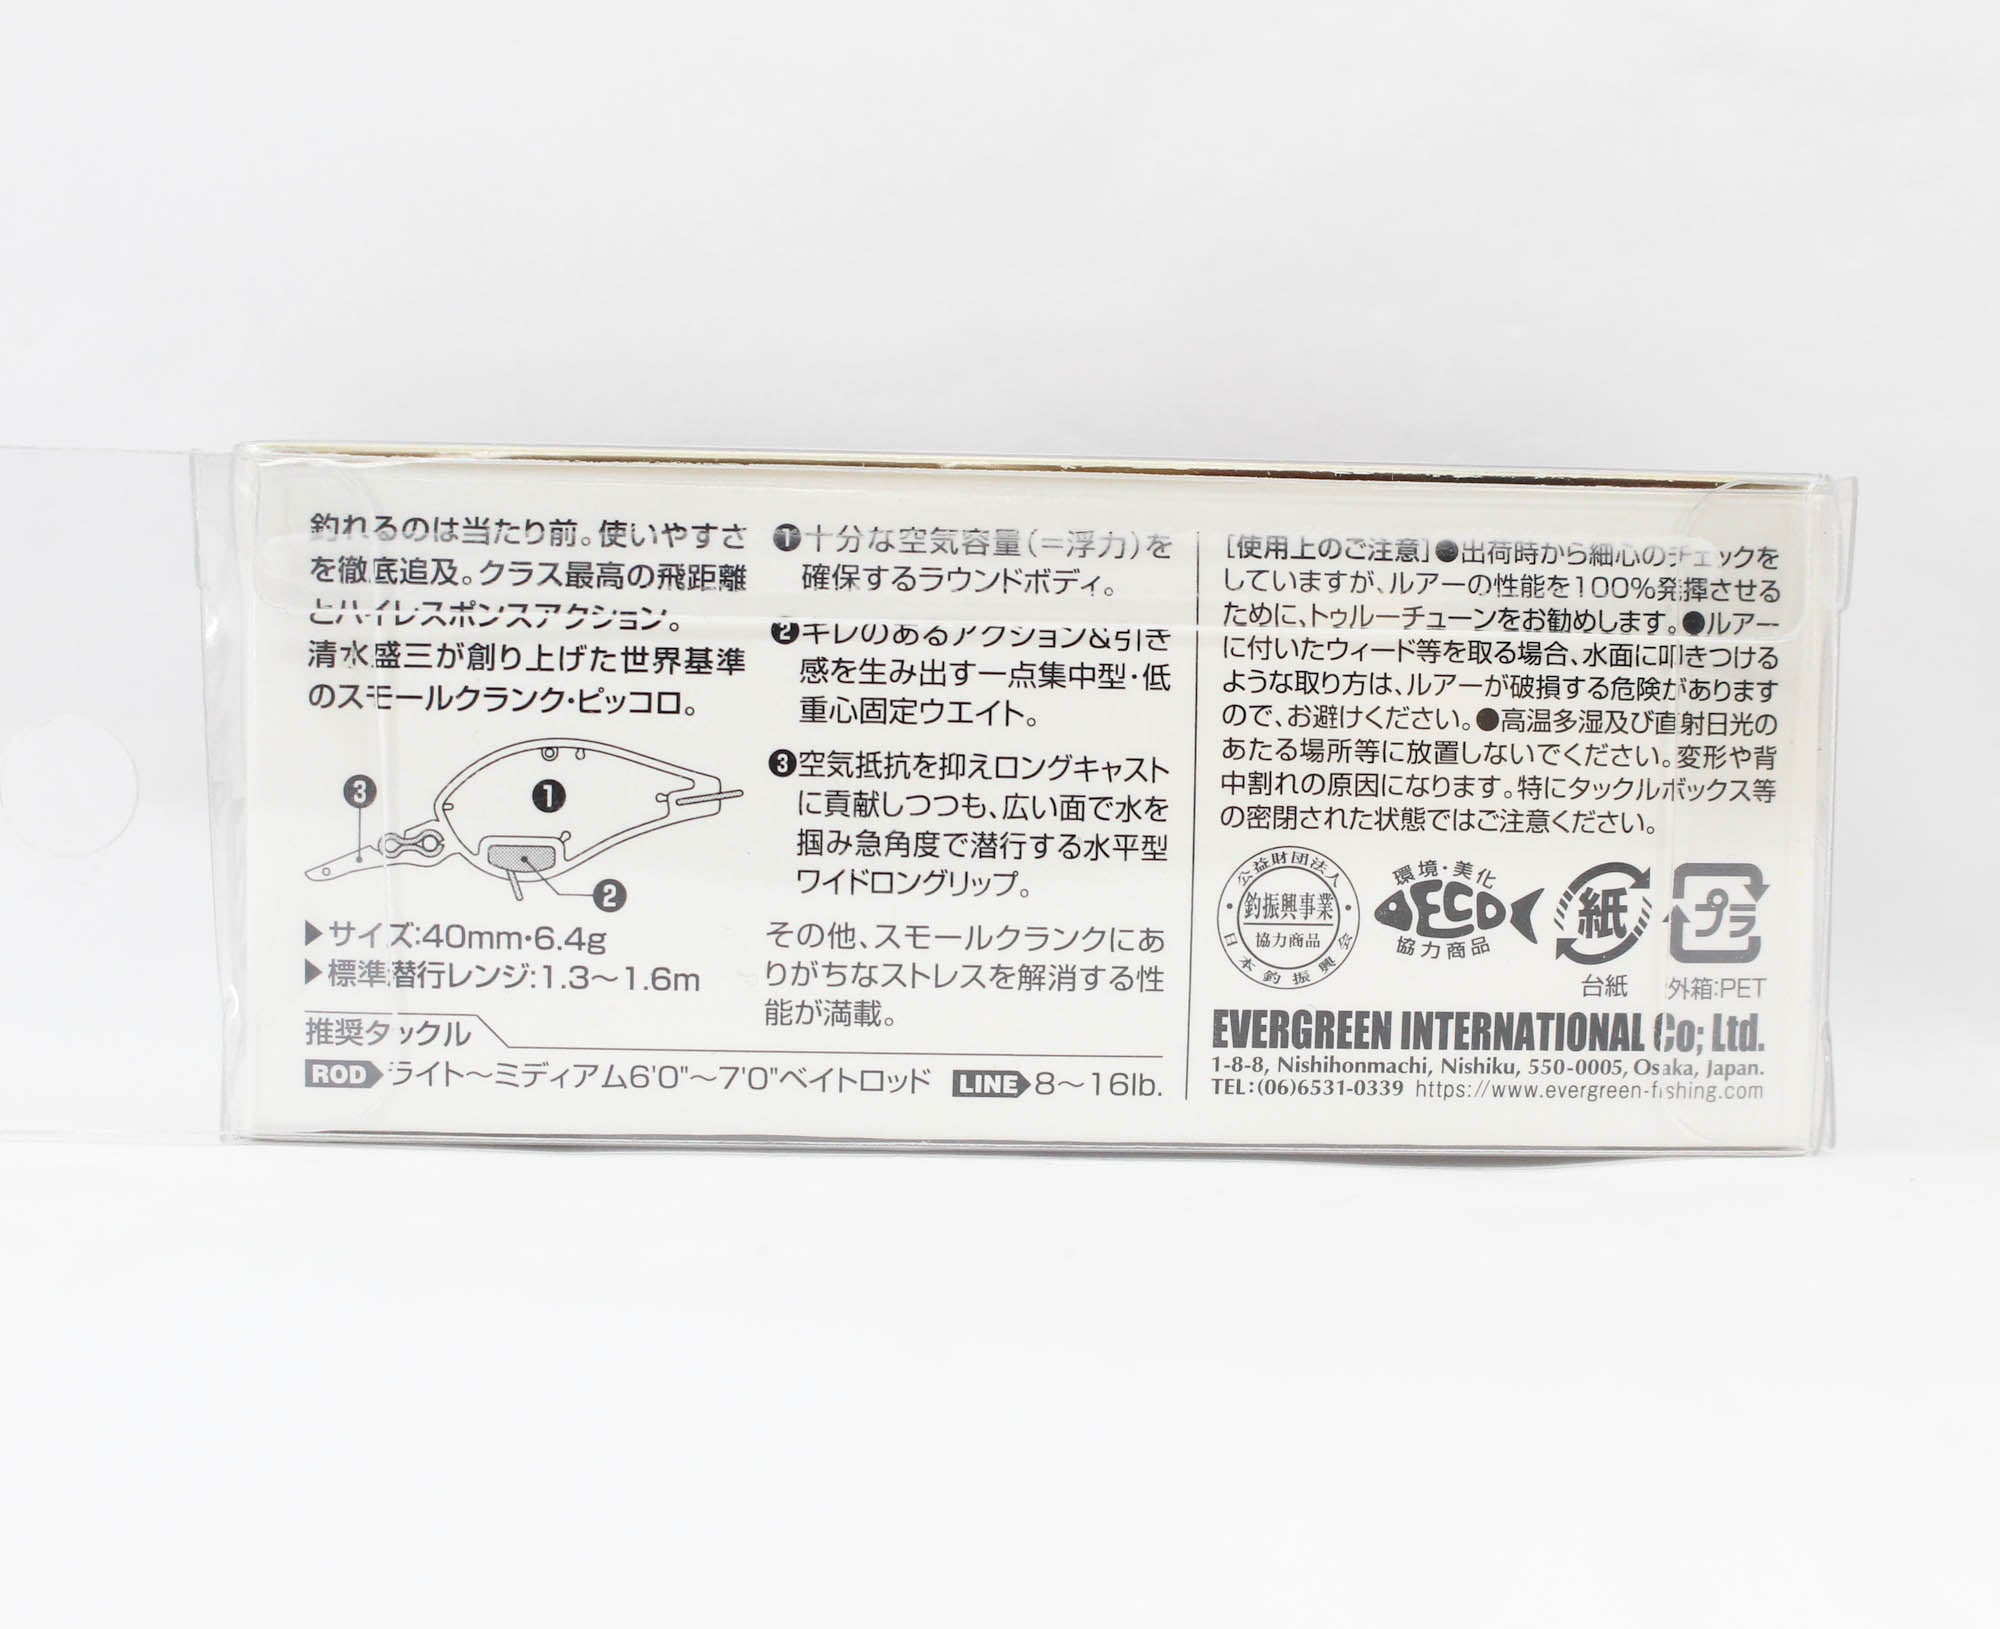 釣れるのは当たり前。使いやすさ
を徹底追及。クラス最高の飛距離
とハイレスポンスアクション。
清水盛三が創り上げた世界基準
のスモールクランク・ピッコロ。
3
1
2
▶サイズ:40mm・6.4g
▶標準潜行レンジ:1.3〜1.6m
❶十分な空気容量(=浮力)を
確保するラウンドボディ。
❷キレのあるアクション&引き
感を生み出す一点集中型・低
重心固定ウエイト。
❸空気抵抗を抑えロングキャスト
に貢献しつつも、広い面で水を
掴み急角度で潜行する水平型
ワイドロングリップ。
その他、スモールクランクにあ
りがちなストレスを解消する性
能が満載。
推奨タックル
ROD ライト〜ミディアム6'0"〜7'0"ベイトロッド LINE 8〜16lb.
[使用上のご注意]●出荷時から細心のチェックを
していますが、ルアーの性能を100%発揮させる
ために、トゥルーチューンをお勧めします。●ルアー
に付いたウィード等を取る場合、水面に叩きつける
ような取り方は、ルアーが破損する危険があります
ので、お避けください。●高温多湿及び直射日光の
あたる場所等に放置しないでください。変形や背
中割れの原因になります。特にタックルボックス等
の密閉された状態ではご注意ください。
公益財団法人
釣振興事業
協力商品
日本釣振興会
環境・美化
ECO
協力商品
紙
台紙
プラ
外箱:PET
EVERGREEN INTERNATIONAL Co; Ltd.
1-8-8, Nishihonmachi, Nishiku, 550-0005, Osaka, Japan.
TEL:(06)6531-0339 https://www.evergreen-fishing.com